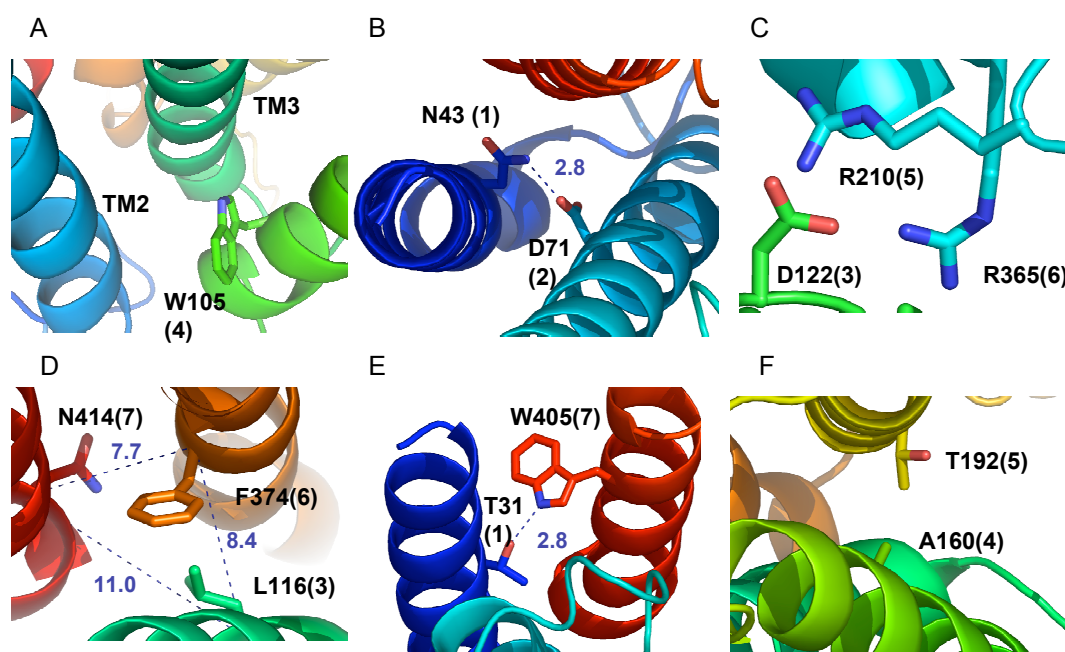 A
TM3
TM2
W105
(4)
B
N43 (1)
2.8
D71
(2)
C
R210(5)
D122(3)
R365(6)
D
N414(7)
7.7
F374(6)
8.4
11.0
L116(3)
E
W405(7)
T31
(1)
2.8
F
T192(5)
A160(4)